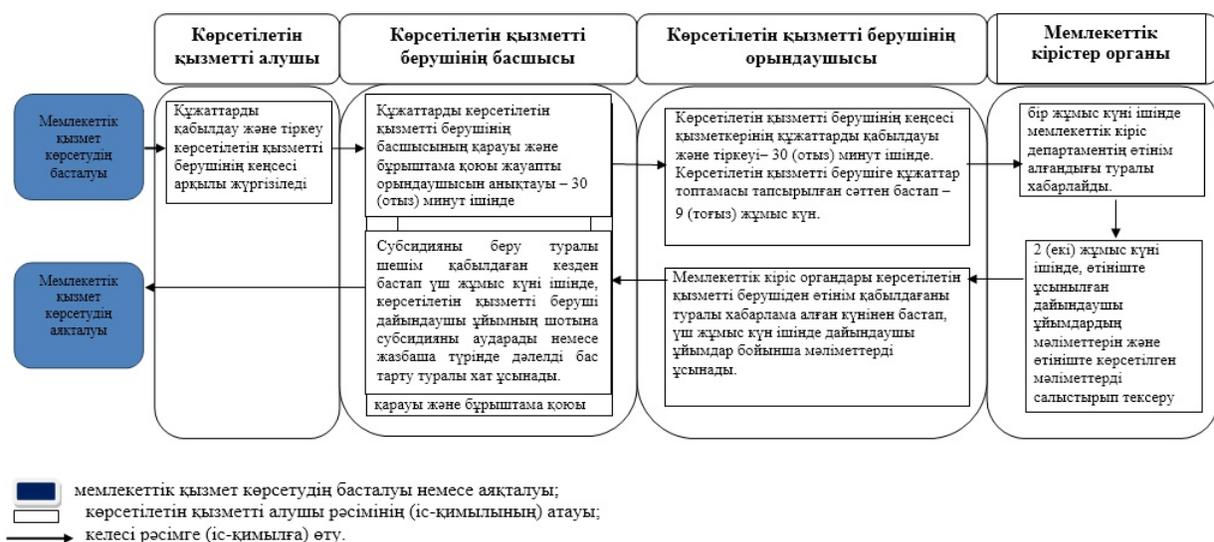 Көрсетілетін
қызметті алушы
Көрсетілетін қызметті
берушінің басшысы
Көрсетілетін қызметті берушінің
орындаушысы
Мемлекеттік
кірістер органы
Мемлекеттік
қызмет
көрсетудің
басталуы
Құжаттарды
қабылдау және тіркеу
көрсетілетін қызметті
берушінің кеңсесі
арқылы жүргізіледі
Құжаттарды көрсетілетін
қызметті берушінің
басшысының қарауы және
бұрыштама қоюы жауапты
орындаушысын анықтауы – 30
(отыз) минут ішінде
Көрсетілетін қызметті берушінің кеңсесі
қызметкерінің құжаттарды қабылдауы
және тіркеуі– 30 (отыз) минут ішінде.
Көрсетілетін қызметті берушіге құжаттар
топтамасы тапсырылған сәттен бастап –
9 (тоғыз) жұмыс күн.
бір жұмыс күні ішінде
мемлекеттік кіріс
департаментің өтінім
алғандығы туралы
хабарлайды.
Мемлекеттік
қызмет
көрсетудің
аяқталуы
Субсидияны беру туралы
шешім қабылдаған кезден
бастап үш жұмыс күні ішінде,
көрсетілетін қызметті беруші
дайындаушы ұйымның шотына
субсидияны аударады немесе
жазбаша түрінде дәлелді бас
тарту туралы хат ұсынады.
қарауы және бұрыштама қоюы
Мемлекеттік кіріс органдары көрсетілетін
қызметті берушіден өтінім қабылдағаны
туралы хабарлама алған күнінен бастап,
үш жұмыс күн ішінде дайындаушы
ұйымдар бойынша мәліметтерді
ұсынады.
2 (екі) жұмыс күні
ішінде, өтініште
ұсынылған
дайындаушы
ұйымдардың
мәліметтерін және
өтініште көрсетілген
мәліметтерді
салыстырып тексеру
мемлекеттік қызмет көрсетудің басталуы немесе аяқталуы;
көрсетілетін қызметті алушы рәсімінің (іс-қимылының) атауы;
келесі рәсімге (іс-қимылға) өту.